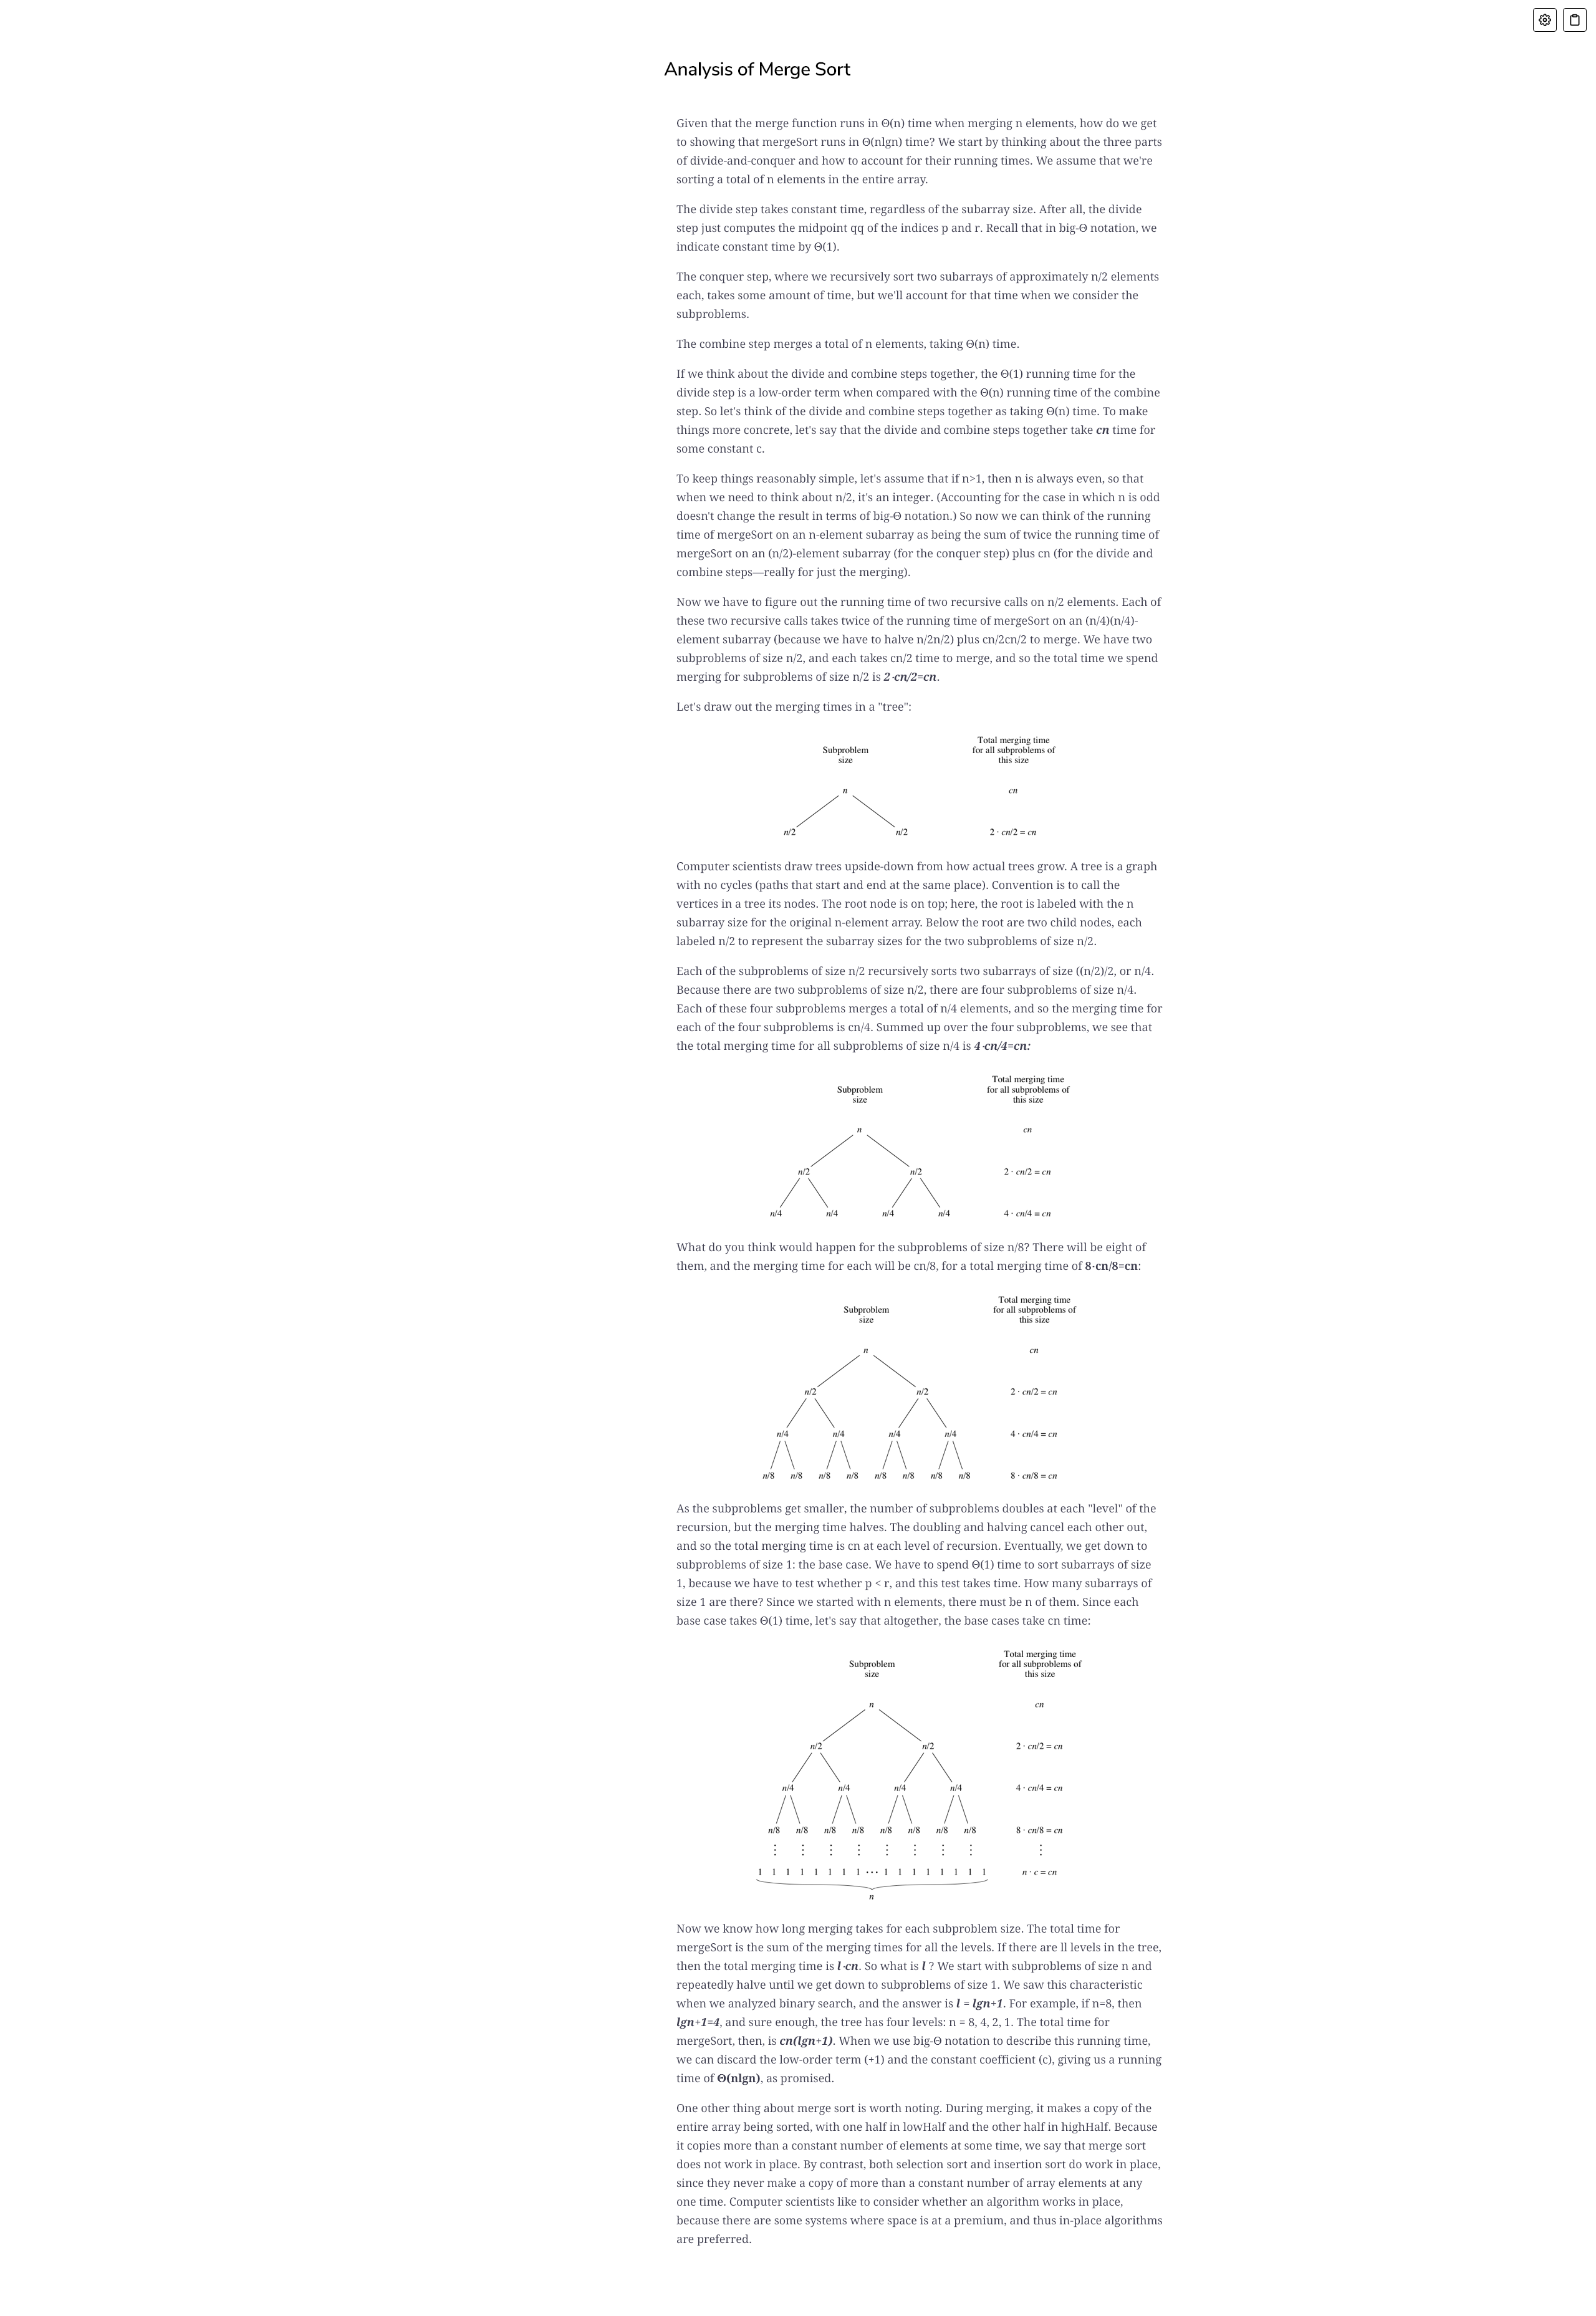 Analysis of Merge Sort
Given that the merge function runs in Θ(n) time when merging n elements, how do we get
to showing that mergeSort runs in Θ(nlgn) time? We start by thinking about the three parts
of divide-and-conquer and how to account for their running times. We assume that we're
sorting a total of n elements in the entire array.
The divide step takes constant time, regardless of the subarray size. After all, the divide
step just computes the midpoint qq of the indices p and r. Recall that in big-Θ notation, we
indicate constant time by Θ(1).
The conquer step, where we recursively sort two subarrays of approximately n/2 elements
each, takes some amount of time, but we'll account for that time when we consider the
subproblems.
The combine step merges a total of n elements, taking Θ(n) time.
If we think about the divide and combine steps together, the Θ(1) running time for the
divide step is a low-order term when compared with the Θ(n) running time of the combine
step. So let's think of the divide and combine steps together as taking Θ(n) time. To make
things more concrete, let's say that the divide and combine steps together take cn time for
some constant c.
To keep things reasonably simple, let's assume that if n>1, then n is always even, so that
when we need to think about n/2, it's an integer. (Accounting for the case in which n is odd
doesn't change the result in terms of big-Θ notation.) So now we can think of the running
time of mergeSort on an n-element subarray as being the sum of twice the running time of
mergeSort on an (n/2)-element subarray (for the conquer step) plus cn (for the divide and
combine steps—really for just the merging).
Now we have to figure out the running time of two recursive calls on n/2 elements. Each of
these two recursive calls takes twice of the running time of mergeSort on an (n/4)(n/4)-
element subarray (because we have to halve n/2n/2) plus cn/2cn/2 to merge. We have two
subproblems of size n/2, and each takes cn/2 time to merge, and so the total time we spend
merging for subproblems of size n/2 is 2⋅cn/2=cn.
Let's draw out the merging times in a "tree":
Subproblem
size
Total merging time
for all subproblems of
this size
n cn
n/2 n/2 2 · cn/2 = cn
Computer scientists draw trees upside-down from how actual trees grow. A tree is a graph
with no cycles (paths that start and end at the same place). Convention is to call the
vertices in a tree its nodes. The root node is on top; here, the root is labeled with the n
subarray size for the original n-element array. Below the root are two child nodes, each
labeled n/2 to represent the subarray sizes for the two subproblems of size n/2.
Each of the subproblems of size n/2 recursively sorts two subarrays of size ((n/2)/2, or n/4.
Because there are two subproblems of size n/2, there are four subproblems of size n/4.
Each of these four subproblems merges a total of n/4 elements, and so the merging time for
each of the four subproblems is cn/4. Summed up over the four subproblems, we see that
the total merging time for all subproblems of size n/4 is 4⋅cn/4=cn:
Subproblem
size
Total merging time
for all subproblems of
this size
n cn
n/2 n/2 2 · cn/2 = cn
n/4 n/4 n/4 n/4 4 · cn/4 = cn
What do you think would happen for the subproblems of size n/8? There will be eight of
them, and the merging time for each will be cn/8, for a total merging time of 8⋅cn/8=cn:
Subproblem
size
Total merging time
for all subproblems of
this size
n cn
n/2 n/2 2 · cn/2 = cn
n/4 n/4 n/4 n/4 4 · cn/4 = cn
n/8 n/8 n/8 n/8 n/8 n/8 n/8 n/8 8 · cn/8 = cn
As the subproblems get smaller, the number of subproblems doubles at each "level" of the
recursion, but the merging time halves. The doubling and halving cancel each other out,
and so the total merging time is cn at each level of recursion. Eventually, we get down to
subproblems of size 1: the base case. We have to spend Θ(1) time to sort subarrays of size
1, because we have to test whether p < r, and this test takes time. How many subarrays of
size 1 are there? Since we started with n elements, there must be n of them. Since each
base case takes Θ(1) time, let's say that altogether, the base cases take cn time:
Subproblem
size
Total merging time
for all subproblems of
this size
n cn
n/2 n/2 2 · cn/2 = cn
n/4 n/4 n/4 n/4 4 · cn/4 = cn
n/8 n/8 n/8 n/8 n/8 n/8 n/8 n/8 8 · cn/8 = cn
⋮ ⋮ ⋮ ⋮ ⋮ ⋮ ⋮ ⋮ ⋮
1 1 1 1 1 1 1 1 ··· 1 1 1 1 1 1 1 1 n · c = cn
n
Now we know how long merging takes for each subproblem size. The total time for
mergeSort is the sum of the merging times for all the levels. If there are ll levels in the tree,
then the total merging time is l⋅cn. So what is l ? We start with subproblems of size n and
repeatedly halve until we get down to subproblems of size 1. We saw this characteristic
when we analyzed binary search, and the answer is l = lgn+1. For example, if n=8, then
lgn+1=4, and sure enough, the tree has four levels: n = 8, 4, 2, 1. The total time for
mergeSort, then, is cn(lgn+1). When we use big-Θ notation to describe this running time,
we can discard the low-order term (+1) and the constant coefficient (c), giving us a running
time of Θ(nlgn), as promised.
One other thing about merge sort is worth noting. During merging, it makes a copy of the
entire array being sorted, with one half in lowHalf and the other half in highHalf. Because
it copies more than a constant number of elements at some time, we say that merge sort
does not work in place. By contrast, both selection sort and insertion sort do work in place,
since they never make a copy of more than a constant number of array elements at any
one time. Computer scientists like to consider whether an algorithm works in place,
because there are some systems where space is at a premium, and thus in-place algorithms
are preferred.